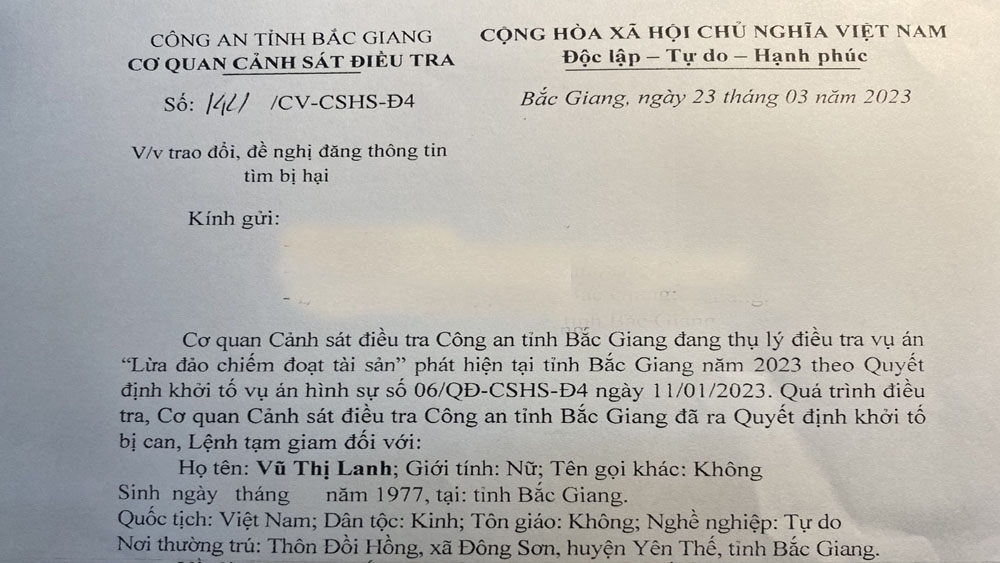 CÔNG AN TỈNH BẮC GIANG
CƠ QUAN CẢNH SÁT ĐIỀU TRA
CỘNG HÒA XÃ HỘI CHỦ NGHĨA VIỆT NAM
Độc lập – Tự do – Hạnh phúc
Số: 141 /CV-CSHS-Đ4
Bắc Giang, ngày 23 tháng 03 năm 2023
V/v trao đổi, đề nghị đăng thông tin
tìm bị hại
Kính gửi:
Bắc Giang;
tỉnh Bắc Giang
Cơ quan Cảnh sát điều tra Công an tỉnh Bắc Giang đang thụ lý điều tra vụ án
“Lừa đảo chiếm đoạt tài sản” phát hiện tại tỉnh Bắc Giang năm 2023 theo Quyết
định khởi tố vụ án hình sự số 06/QĐ-CSHS-Đ4 ngày 11/01/2023. Quá trình điều
tra, Cơ quan Cảnh sát điều tra Công an tỉnh Bắc Giang đã ra Quyết định khởi tố
bị can, Lệnh tạm giam đối với:
Họ tên: Vũ Thị Lanh; Giới tính: Nữ; Tên gọi khác: Không
Sinh ngày tháng năm 1977, tại: tỉnh Bắc Giang.
Quốc tịch: Việt Nam; Dân tộc: Kinh; Tôn giáo: Không; Nghề nghiệp: Tự do
Nơi thường trú: Thôn Đồi Hồng, xã Đông Sơn, huyện Yên Thế, tỉnh Bắc Giang.